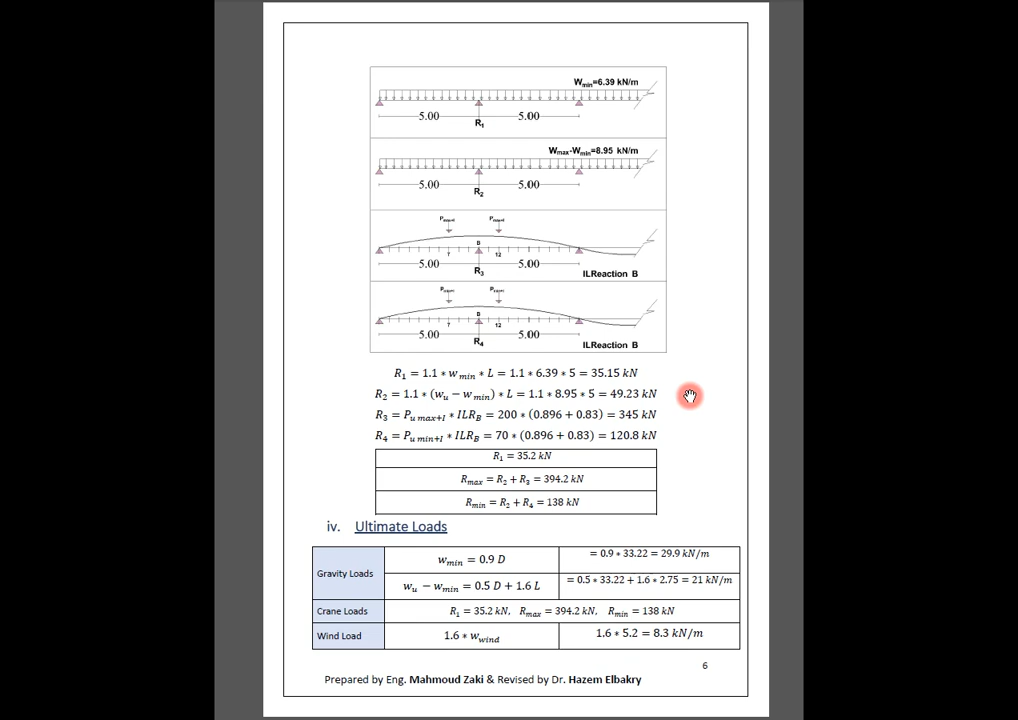 Wmin=6.39 kN/m
5.00 5.00
R1
Wmax-Wmin=8.95 kN/m
5.00 5.00
R2
Pmax+I Pmax+I
B
7 12
5.00 5.00
R3
ILReaction B
B
7 12
5.00 5.00
R4
ILReaction B
R1 = 1.1 * w min * L = 1.1 * 6.39 * 5 = 35.15 kN
R2 = 1.1 * (wu − w min) * L = 1.1 * 8.95 * 5 = 49.23 kN
R3 = Pu max+I * ILRB = 200 * (0.896 + 0.83) = 345 kN
R4 = Pu min+I * ILRB = 70 * (0.896 + 0.83) = 120.8 kN
R1 = 35.2 kN
Rmax = R2 + R3 = 394.2 kN
Rmin = R2 + R4 = 138 kN
iv. Ultimate Loads
Gravity Loads
wmin = 0.9 D
= 0.9 * 33.22 = 29.9 kN/m
wu − wmin = 0.5 D + 1.6 L
= 0.5 * 33.22 + 1.6 * 2.75 = 21 kN/m
Crane Loads
R1 = 35.2 kN, Rmax = 394.2 kN, Rmin = 138 kN
Wind Load
1.6 * wwind
1.6 * 5.2 = 8.3 kN/m
6
Prepared by Eng. Mahmoud Zaki & Revised by Dr. Hazem Elbakry